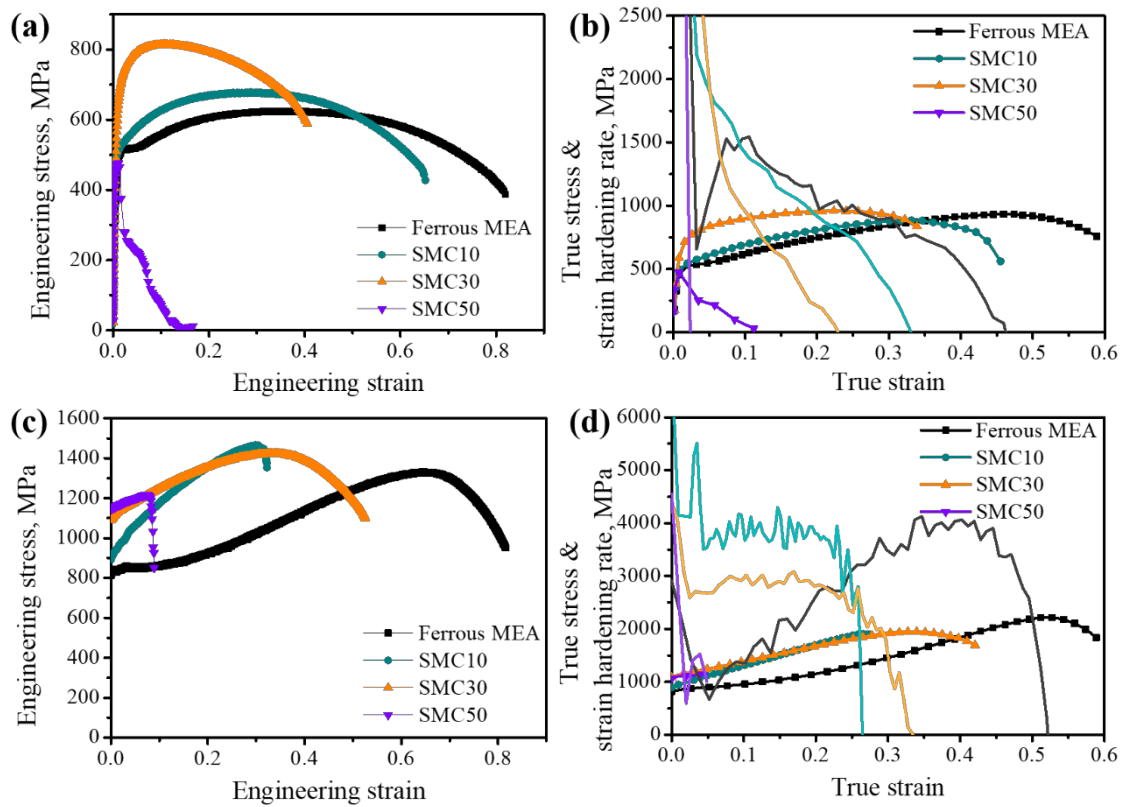 (a)
Engineering stress, MPa
800
600
400
200
0
0.0 0.2 0.4 0.6 0.8
Engineering strain
Ferrous MEA
SMC10
SMC30
SMC50
(b)
True stress &
strain hardening rate, MPa
2500
2000
1500
1000
500
0
0.0 0.1 0.2 0.3 0.4 0.5 0.6
True strain
Ferrous MEA
SMC10
SMC30
SMC50
(c)
Engineering stress, MPa
1600
1400
1200
1000
800
600
400
200
0
0.0 0.2 0.4 0.6 0.8
Engineering strain
Ferrous MEA
SMC10
SMC30
SMC50
(d)
True stress &
strain hardening rate, MPa
6000
5000
4000
3000
2000
1000
0
0.0 0.1 0.2 0.3 0.4 0.5 0.6
True strain
Ferrous MEA
SMC10
SMC30
SMC50